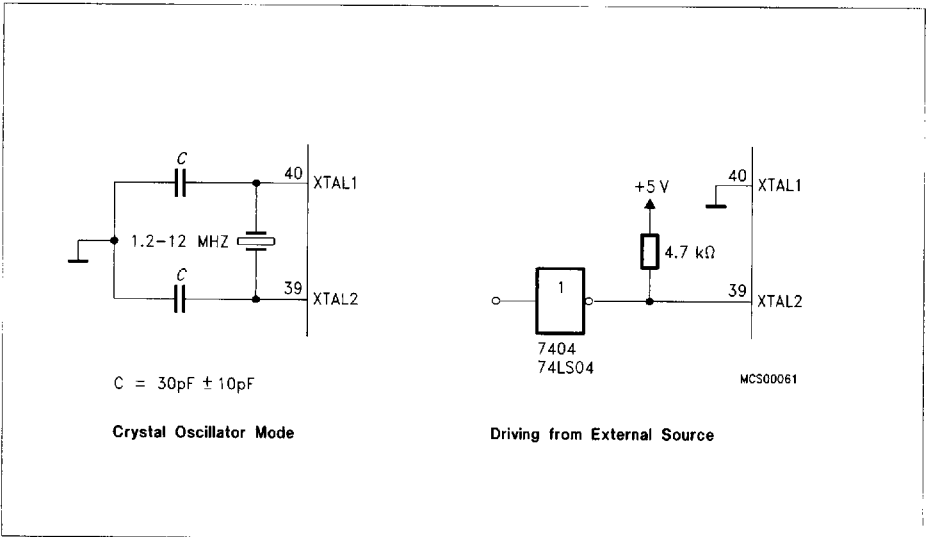 C
40
XTAL1
1.2-12 MHZ
C
39
XTAL2
C = 30pF ± 10pF
Crystal Oscillator Mode
+5 V
40
XTAL1
4.7 kΩ
1
39
XTAL2
7404
74LS04
MCS00061
Driving from External Source